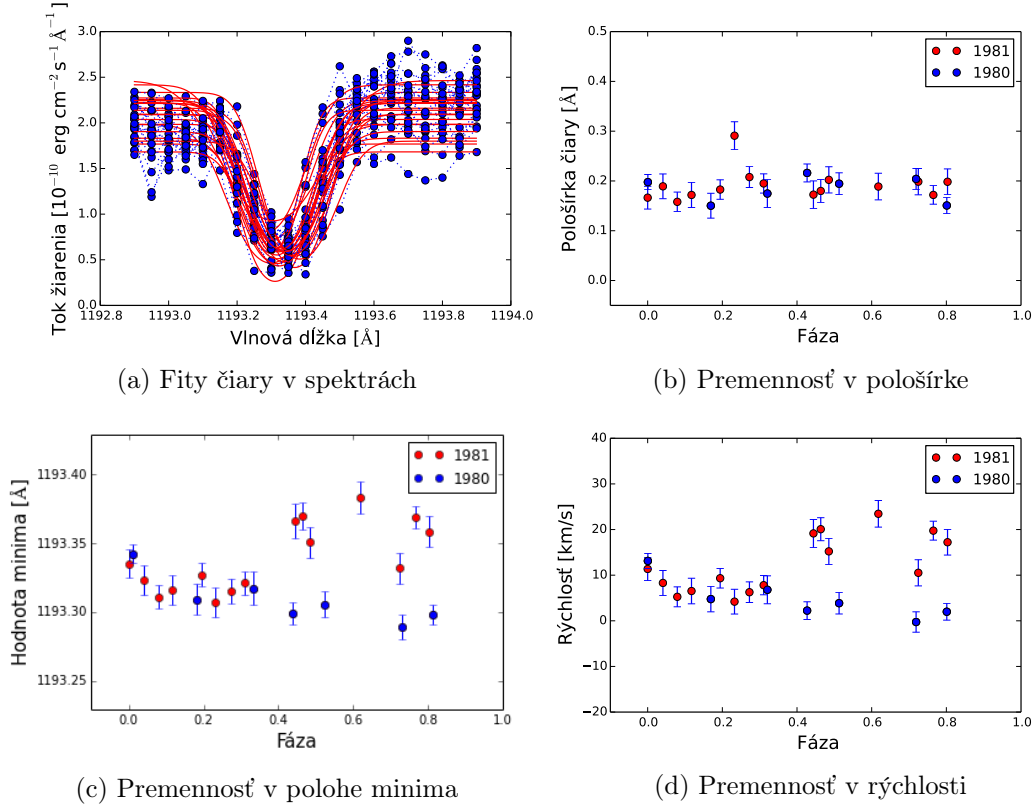 3.0
2.5
2.0
1.5
1.0
0.5
0.0
1192.8 1193.0 1193.2 1193.4 1193.6 1193.8 1194.0
Tok žiarenia [10⁻¹⁰ erg cm⁻² s⁻¹ Å⁻¹]
Vlnová dĺžka [Å]
(a) Fity čiary v spektrách
0.5
0.4
0.3
0.2
0.1
0.0
0.0 0.2 0.4 0.6 0.8 1.0
Pološírka čiary [Å]
Fáza
1981
1980
(b) Premennosť v pološírke
1193.40
1193.35
1193.30
1193.25
0.0 0.2 0.4 0.6 0.8 1.0
Hodnota minima [Å]
Fáza
1981
1980
(c) Premennosť v polohe minima
40
30
20
10
0
−10
−20
0.0 0.2 0.4 0.6 0.8 1.0
Rýchlosť [km/s]
Fáza
1981
1980
(d) Premennosť v rýchlosti